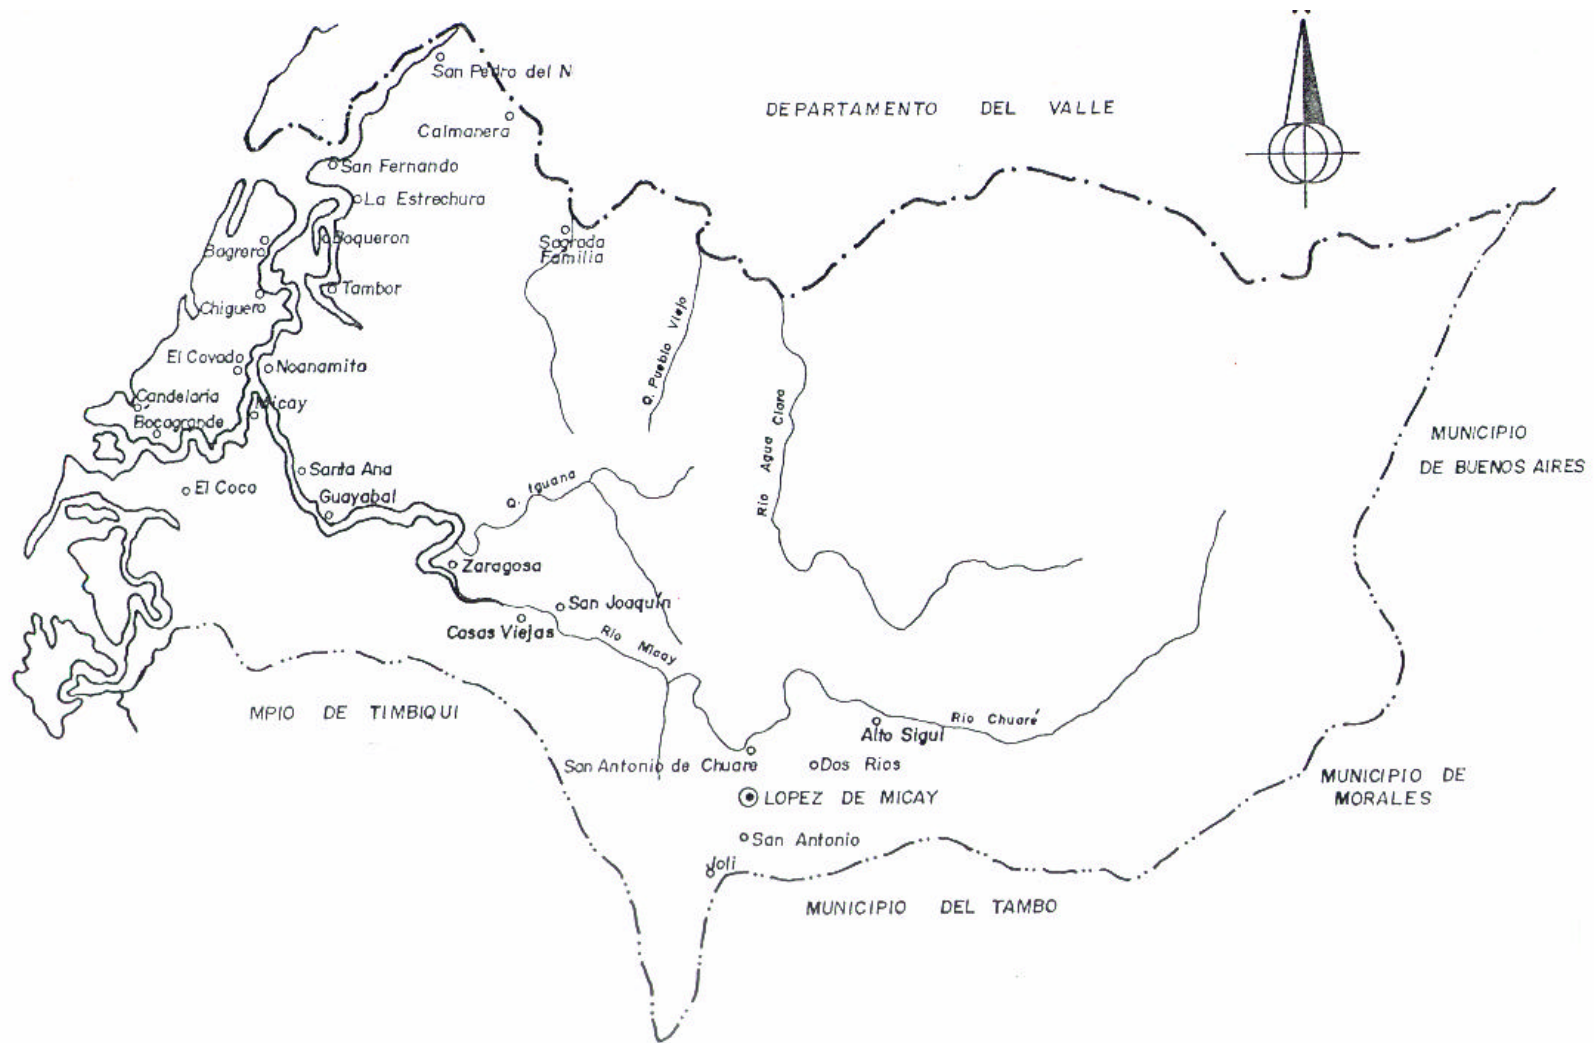 San Pedro del N
DEPARTAMENTO DEL VALLE
Calmanera
San Fernando
La Estrechura
Boqueron
Bagrero
Sagrada
Familia
Tambor
Chiguero
Q. Pueblo Viejo
El Covado
Noanamito
Candelaria
Micay
Bocagrande
Rio Agua Clara
MUNICIPIO
DE BUENOS AIRES
Santa Ana
El Coco
Guayabal
Q. Iguana
Zaragosa
San Joaquín
Casas Viejas
Rio Micay
MPIO DE TIMBIQUI
Rio Chuaré
Alto Sigui
San Antonio de Chuare
Dos Rios
MUNICIPIO DE
MORALES
LOPEZ DE MICAY
San Antonio
Joli
MUNICIPIO DEL TAMBO